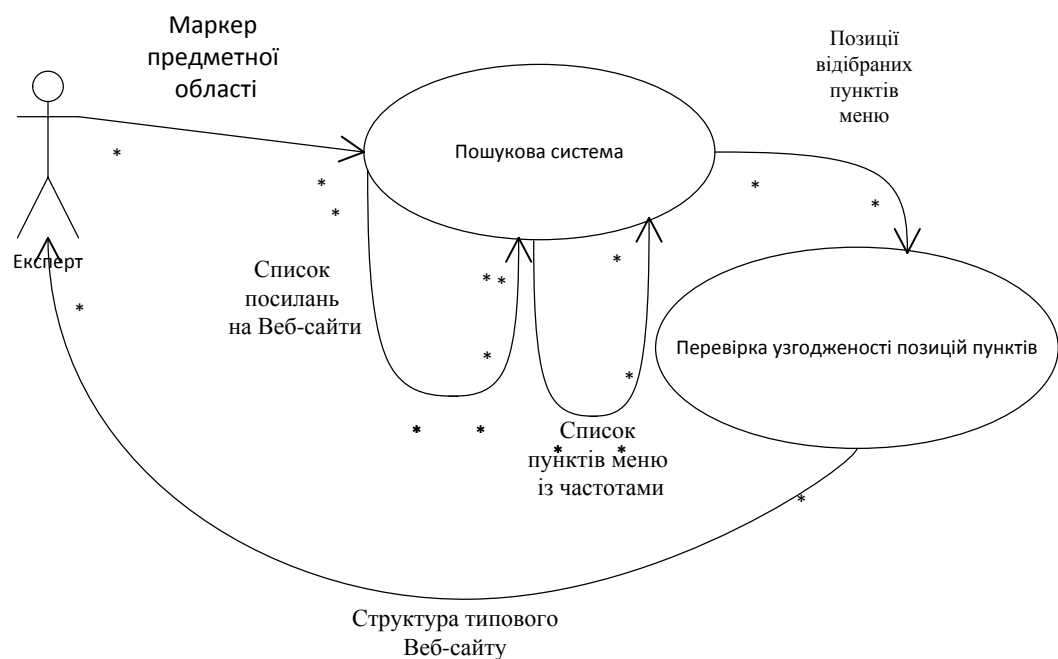 Маркер
предметної
області
Позиції
відібраних
пунктів
меню
Пошукова система
*
*
*
*
*
Експерт
*
Список
посилань
на Веб-сайти
* *
*
*
*
Перевірка узгодженості позицій пунктів
* *
Список
* *
пунктів меню
із частотами
*
Структура типового
Веб-сайту